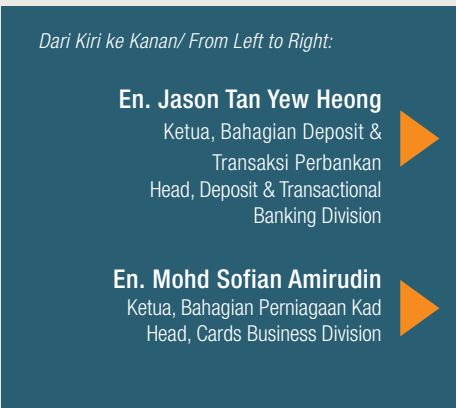 Dari Kiri ke Kanan/ From Left to Right:
En. Jason Tan Yew Heong
Ketua, Bahagian Deposit &
Transaksi Perbankan
Head, Deposit & Transactional
Banking Division
En. Mohd Sofian Amirudin
Ketua, Bahagian Perniagaan Kad
Head, Cards Business Division